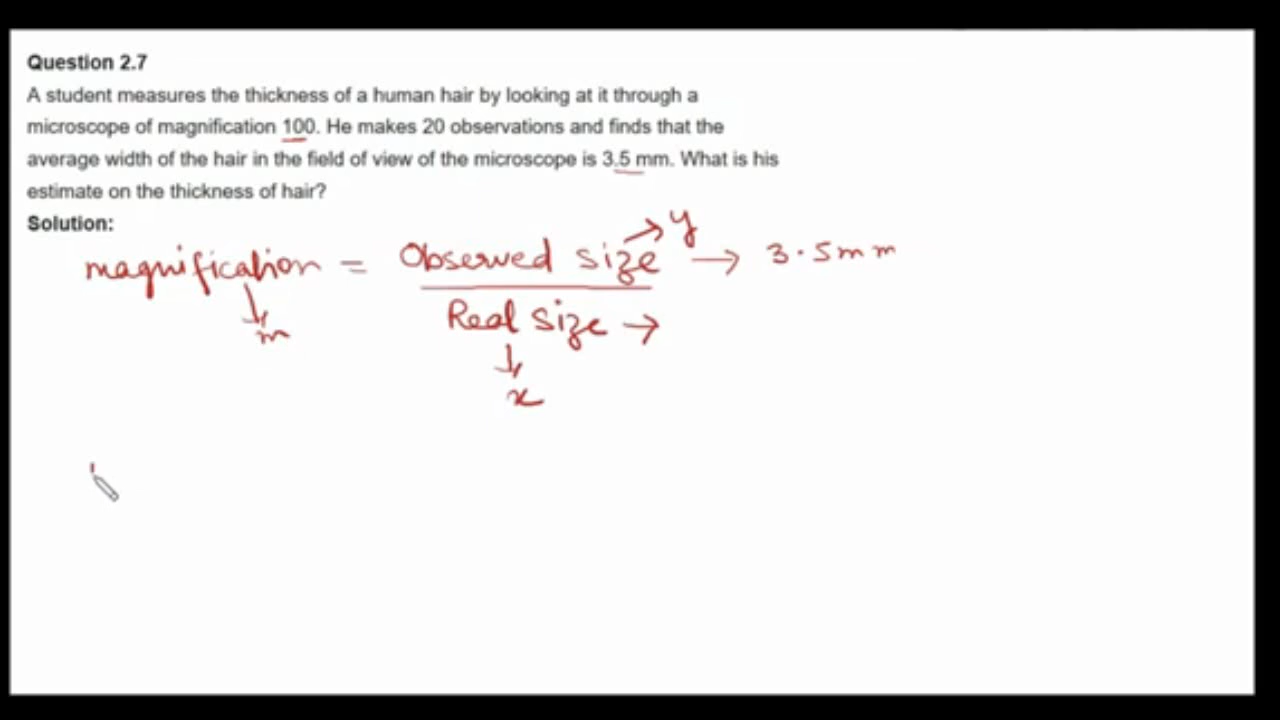 Question 2.7
A student measures the thickness of a human hair by looking at it through a
microscope of magnification 100. He makes 20 observations and finds that the
average width of the hair in the field of view of the microscope is 3.5 mm. What is his
estimate on the thickness of hair?
Solution:
magnification = Observed size → y → 3.5mm
m
Real size →
x